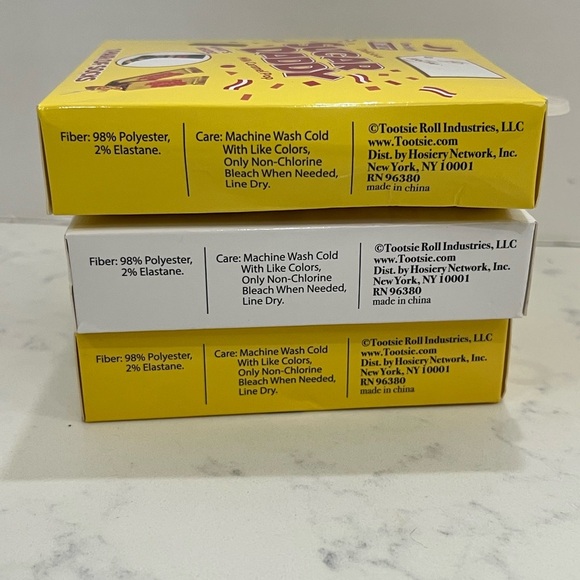 SUGAR
DADDY
Milk Caramel Pop
Fiber: 98% Polyester,
2% Elastane.
Care: Machine Wash Cold
With Like Colors,
Only Non-Chlorine
Bleach When Needed,
Line Dry.
©Tootsie Roll Industries, LLC
www.Tootsie.com
Dist. by Hosiery Network, Inc.
New York, NY 10001
RN 96380
made in china
Fiber: 98% Polyester,
2% Elastane.
Care: Machine Wash Cold
With Like Colors,
Only Non-Chlorine
Bleach When Needed,
Line Dry.
©Tootsie Roll Industries, LLC
www.Tootsie.com
Dist. by Hosiery Network, Inc.
New York, NY 10001
RN 96380
made in china
Fiber: 98% Polyester,
2% Elastane.
Care: Machine Wash Cold
With Like Colors,
Only Non-Chlorine
Bleach When Needed,
Line Dry.
©Tootsie Roll Industries, LLC
www.Tootsie.com
Dist. by Hosiery Network, Inc.
New York, NY 10001
RN 96380
made in china